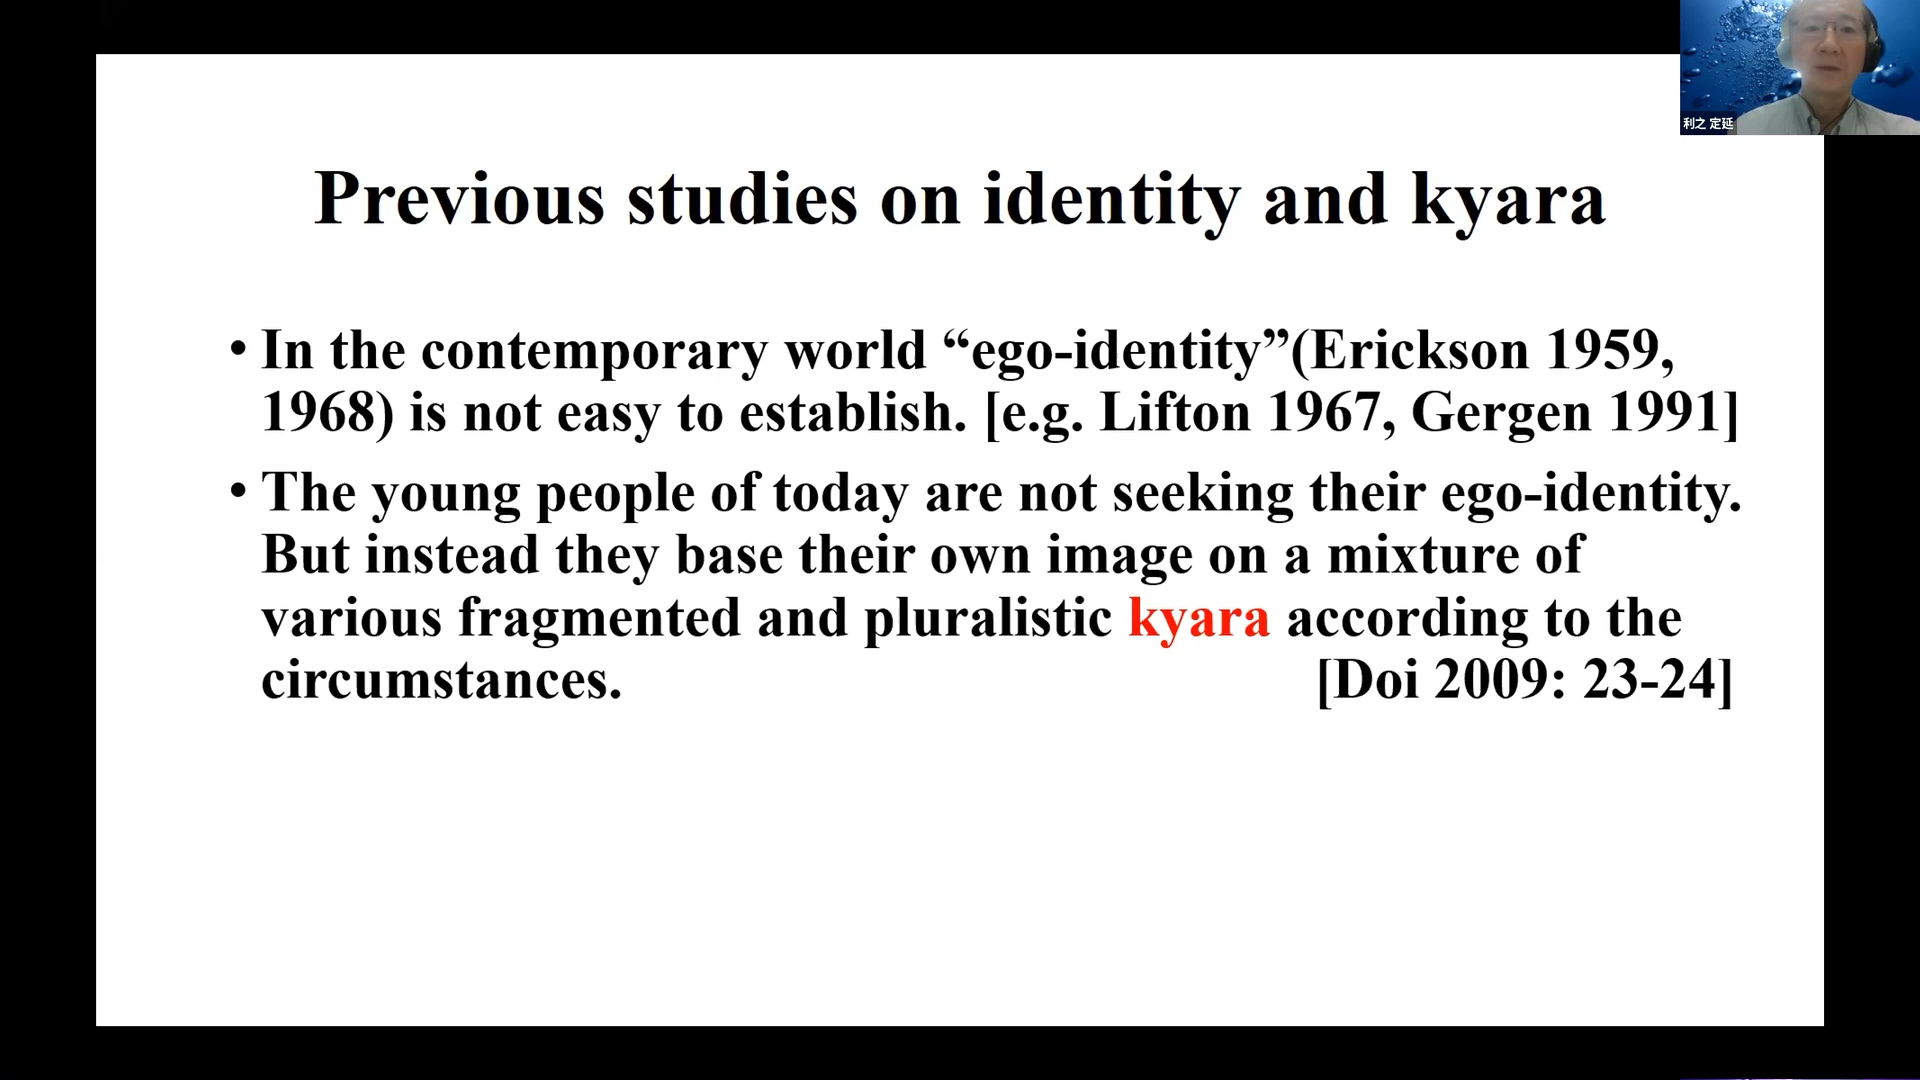 利之 定延
Previous studies on identity and kyara
• In the contemporary world “ego-identity”(Erickson 1959,
1968) is not easy to establish. [e.g. Lifton 1967, Gergen 1991]
• The young people of today are not seeking their ego-identity.
But instead they base their own image on a mixture of
various fragmented and pluralistic kyara according to the
circumstances. [Doi 2009: 23-24]